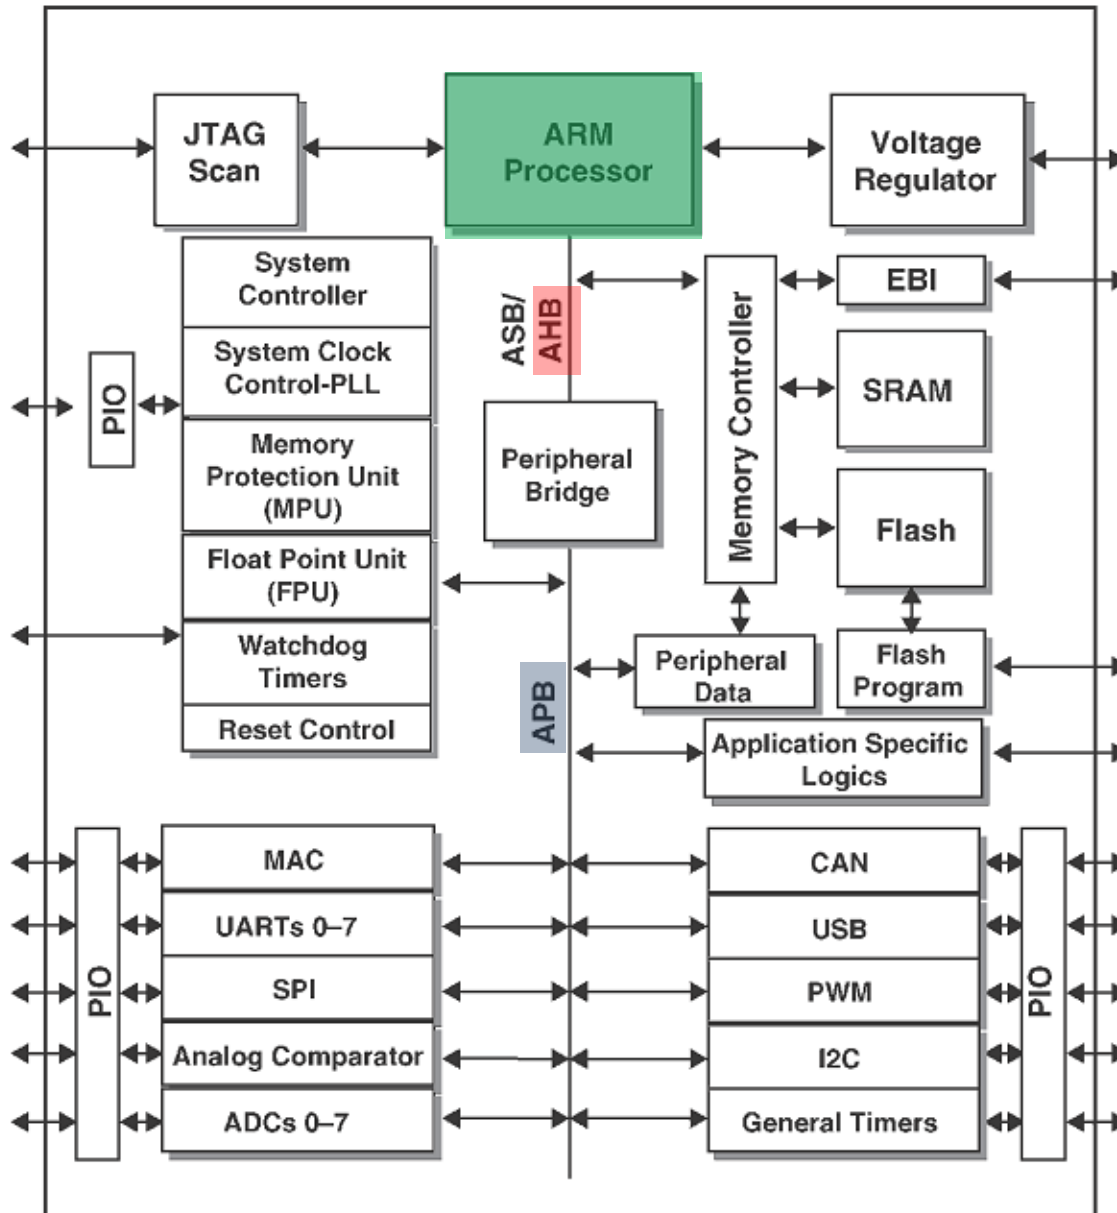 JTAG
Scan
ARM
Processor
Voltage
Regulator
System
Controller
System Clock
Control-PLL
Memory
Protection Unit
(MPU)
Float Point Unit
(FPU)
Watchdog
Timers
Reset Control
PIO
ASB/
AHB
Peripheral
Bridge
APB
Memory Controller
EBI
SRAM
Flash
Flash
Program
Peripheral
Data
Application Specific
Logics
PIO
MAC
UARTs 0–7
SPI
Analog Comparator
ADCs 0–7
CAN
USB
PWM
I2C
General Timers
PIO